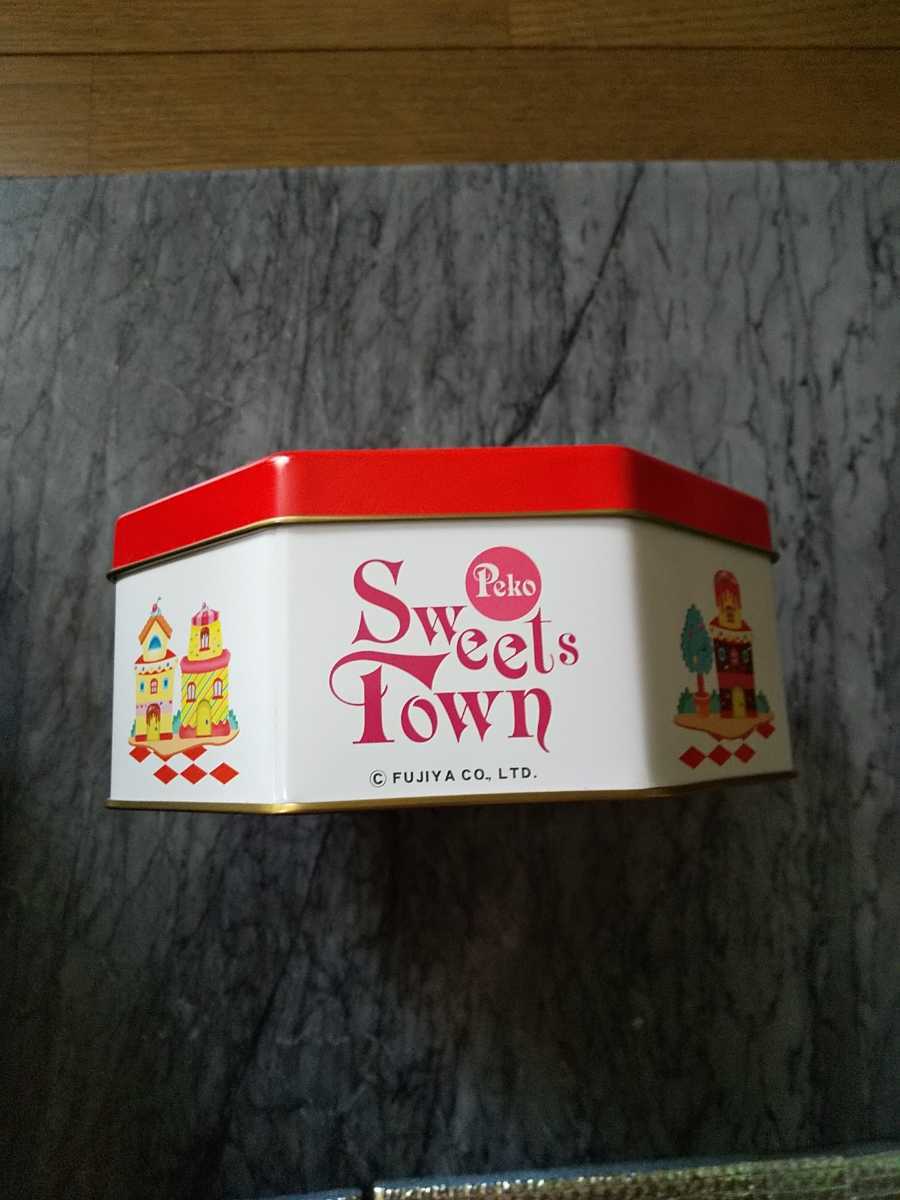 Peko
Sweets
Town
© FUJIYA CO., LTD.